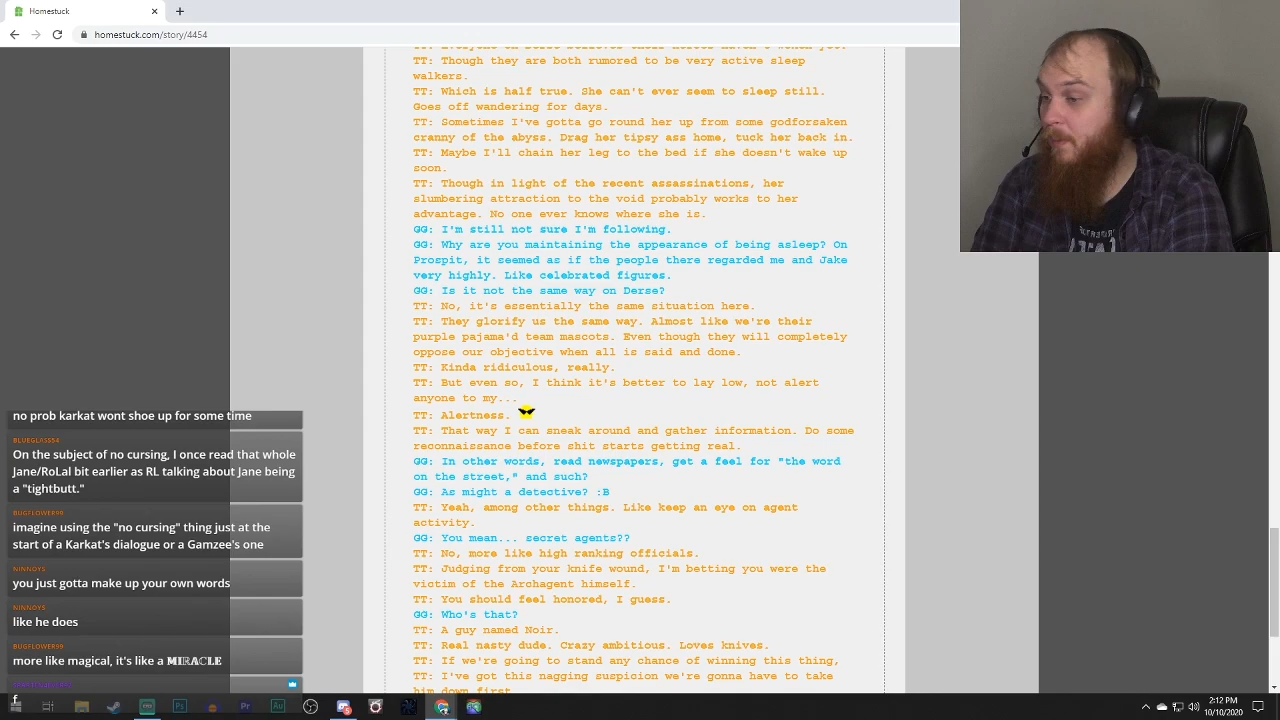 Homestuck
homestuck.com/story/4454
TT: Though they are both rumored to be very active sleep
walkers.
TT: Which is half true. She can't ever seem to sleep still.
Goes off wandering for days.
TT: Sometimes I've gotta go round her up from some godforsaken
cranny of the abyss. Drag her tipsy ass home, tuck her back in.
TT: Maybe I'll chain her leg to the bed if she doesn't wake up
soon.
TT: Though in light of the recent assassinations, her
slumbering attraction to the void probably works to her
advantage. No one ever knows where she is.
GG: I'm still not sure I'm following.
GG: Why are you maintaining the appearance of being asleep? On
Prospit, it seemed as if the people there regarded me and Jake
very highly. Like celebrated figures.
GG: Is it not the same way on Derse?
TT: No, it's essentially the same situation here.
TT: They glorify us the same way. Almost like we're their
purple pajama'd team mascots. Even though they will completely
oppose our objective when all is said and done.
TT: Kinda ridiculous, really.
TT: But even so, I think it's better to lay low, not alert
anyone to my...
TT: Alertness.
TT: That way I can sneak around and gather information. Do some
reconnaissance before shit starts getting real.
GG: In other words, read newspapers, get a feel for "the word
on the street," and such?
GG: As might a detective? :B
TT: Yeah, among other things. Like keep an eye on agent
activity.
GG: You mean... secret agents??
TT: No, more like high ranking officials.
TT: Judging from your knife wound, I'm betting you were the
victim of the Archagent himself.
TT: You should feel honored, I guess.
GG: Who's that?
TT: A guy named Noir.
TT: Real nasty dude. Crazy ambitious. Loves knives.
TT: If we're going to stand any chance of winning this thing,
TT: I've got this nagging suspicion we're gonna have to take
him down first
no prob karkat wont shoe up for some time
BLUEGLASS54
On the subject of no cursing, I once read that whole
Jane/RoLal bit earlier as RL talking about Jane being
a "tightbutt."
BUGFLOWER99
imagine using the "no cursing" thing just at the
start of a Karkat's dialogue or a Gamzee's one
NINNOYS
you just gotta make up your own words
NINNOYS
like he does
BUGFLOWER99
more like magical, it's like a 𝕄𝕀ℝ𝔸ℂ𝕃𝔼
f
2:12 PM
10/10/2020